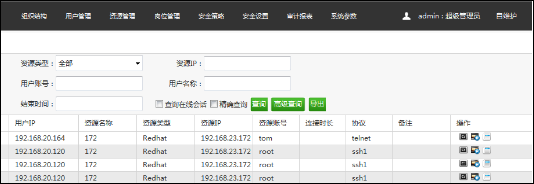 组织结构 用户管理 资源管理 岗位管理 安全策略 安全设置 审计报表 系统参数 admin：超级管理员 自维护
资源类型： 全部 资源IP：
用户账号： 用户名称：
结束时间： 查询在线会话 精确查询 查询 高级查询 导出
用户IP 资源名称 资源类型 资源IP 资源账号 连接时长 协议 备注 操作
192.168.20.164 172 Redhat 192.168.23.172 tom telnet
192.168.20.120 172 Redhat 192.168.23.172 root ssh1
192.168.20.120 172 Redhat 192.168.23.172 root ssh1
192.168.20.120 172 Redhat 192.168.23.172 root ssh1